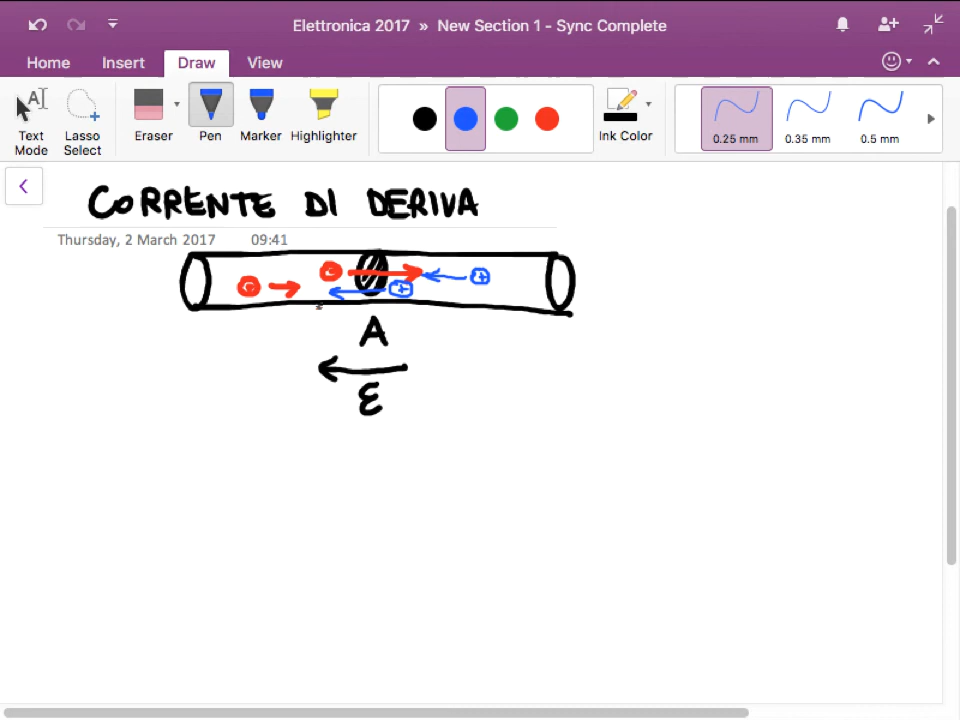 Elettronica 2017 » New Section 1 - Sync Complete
Home Insert Draw View
Text Mode
Lasso Select
Eraser
Pen
Marker
Highlighter
Ink Color
0.25 mm
0.35 mm
0.5 mm
CORRENTE DI DERIVA
Thursday, 2 March 2017 09:41
A
ε